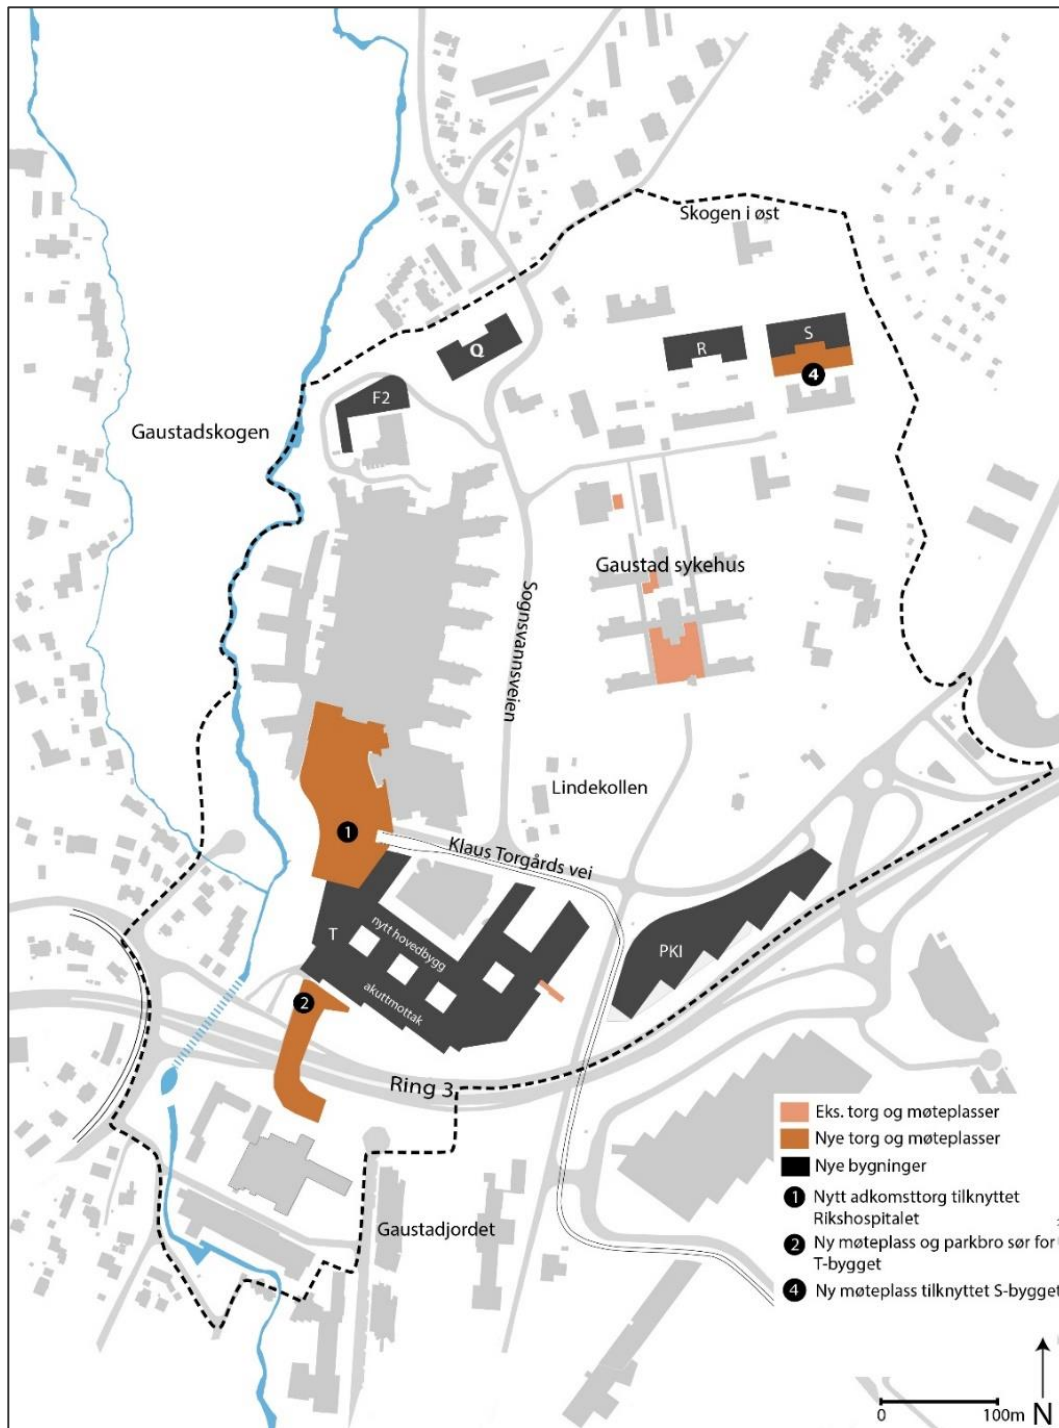 Skogen i øst
S
R
Q
4
F2
Gaustadskogen
Gaustad sykehus
Sognsvannsveien
Lindekollen
1
Klaus Torgårds vei
nytt hovedbygg
T
PKI
akuttmottak
2
Ring 3
Gaustadjordet
Eks. torg og møteplasser
Nye torg og møteplasser
Nye bygninger
1 Nytt adkomsttorg tilknyttet
Rikshospitalet
2 Ny møteplass og parkbro sør for
T-bygget
4 Ny møteplass tilknyttet S-bygget
0 100m N